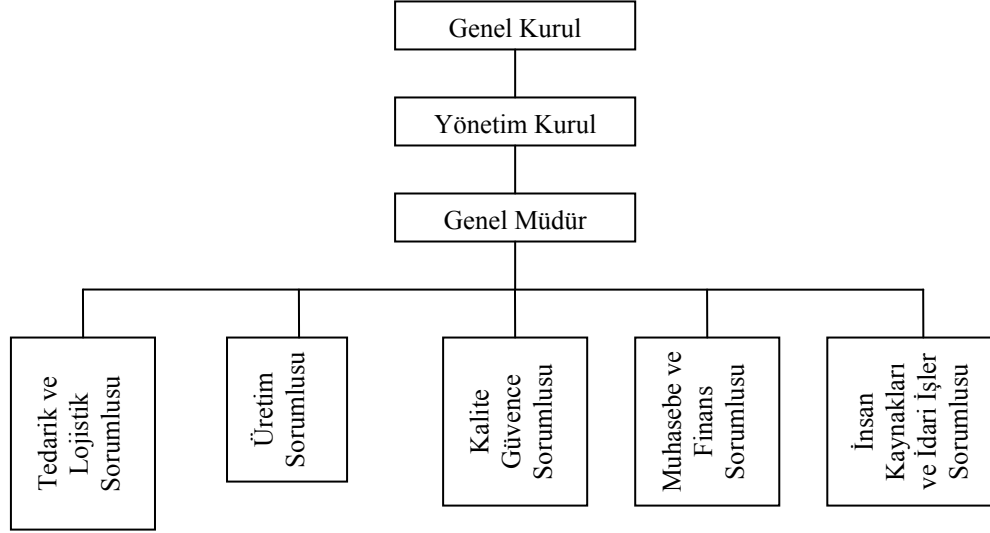 Genel Kurul
Yönetim Kurul
Genel Müdür
Tedarik ve
Lojistik
Sorumlusu
Üretim
Sorumlusu
Kalite
Güvence
Sorumlusu
Muhasebe ve
Finans
Sorumlusu
İnsan
Kaynakları
ve İdari İşler
Sorumlusu